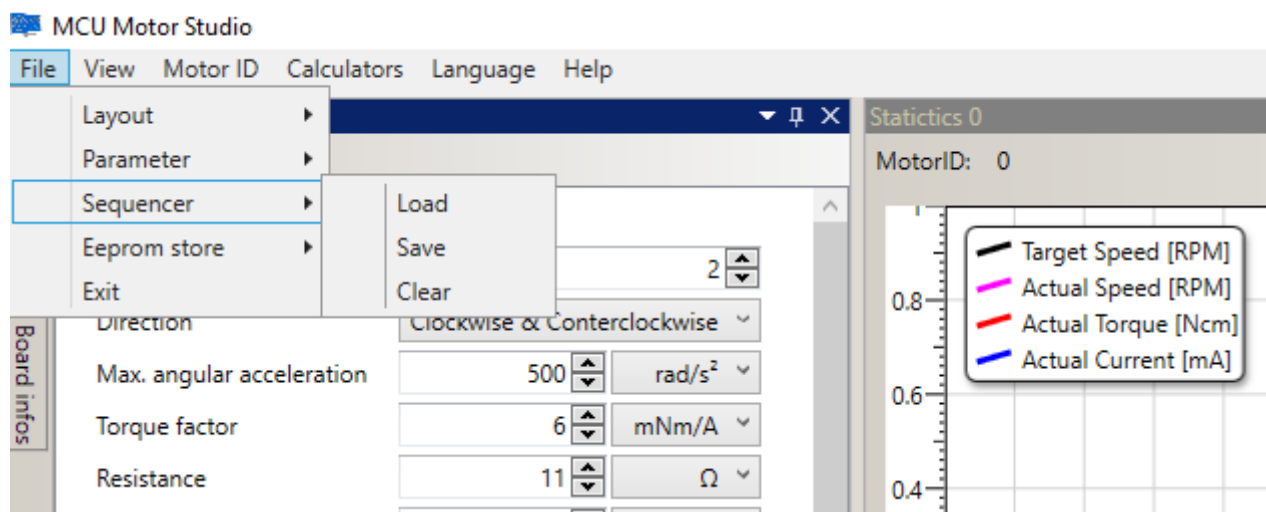 MCU Motor Studio
File View Motor ID Calculators Language Help
Layout
Parameter
Sequencer
Eeprom store
Exit
Load
Save
Clear
2
Direction Clockwise & Conterclockwise
Max. angular acceleration 500 rad/s²
Torque factor 6 mNm/A
Resistance 11 Ω
Board infos
Statictics 0
MotorID: 0
1
0.8
0.6
0.4
Target Speed [RPM]
Actual Speed [RPM]
Actual Torque [Ncm]
Actual Current [mA]